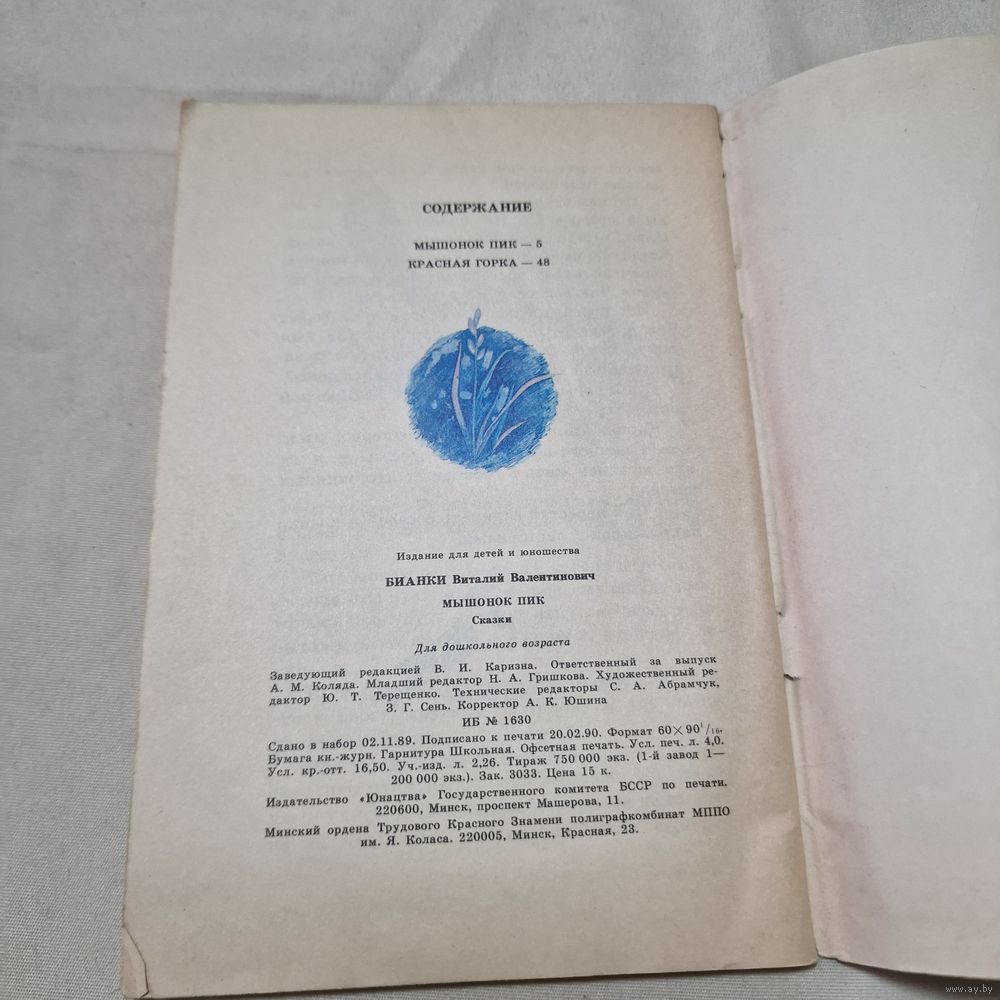 СОДЕРЖАНИЕ
МЫШОНОК ПИК — 5
КРАСНАЯ ГОРКА — 48
Издание для детей и юношества
БИАНКИ Виталий Валентинович
МЫШОНОК ПИК
Сказки
Для дошкольного возраста
Заведующий редакцией В. И. Каризна. Ответственный за выпуск
А. М. Коляда. Младший редактор Н. А. Гришкова. Художественный ре-
дактор Ю. Т. Терещенко. Технические редакторы С. А. Абрамчук,
З. Г. Сень. Корректор А. К. Юшина
ИБ № 1630
Сдано в набор 02.11.89. Подписано к печати 20.02.90. Формат 60×90¹/₁₆.
Бумага кн.-журн. Гарнитура Школьная. Офсетная печать. Усл. печ. л. 4,0.
Усл. кр.-отт. 16,50. Уч.-изд. л. 2,26. Тираж 750 000 экз. (1-й завод 1—
200 000 экз.). Зак. 3033. Цена 15 к.
Издательство «Юнацтва» Государственного комитета БССР по печати.
220600, Минск, проспект Машерова, 11.
Минский ордена Трудового Красного Знамени полиграфкомбинат МППО
им. Я. Коласа. 220005, Минск, Красная, 23.
www.ay.by